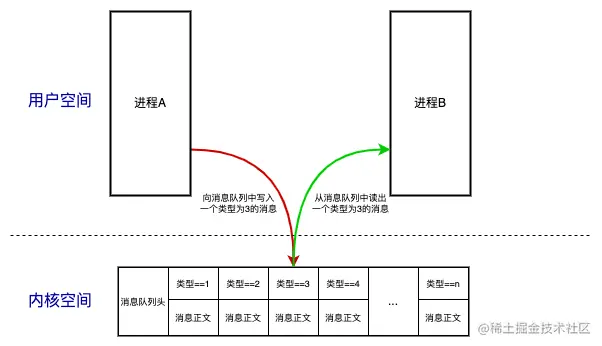 用户空间
进程A
进程B
向消息队列中写入
一个类型为3的消息
从消息队列中读出
一个类型为3的消息
内核空间
消息队列头
类型==1
类型==2
类型==3
类型==4
...
类型==n
消息正文
消息正文
消息正文
消息正文
消息正文
@稀土掘金技术社区